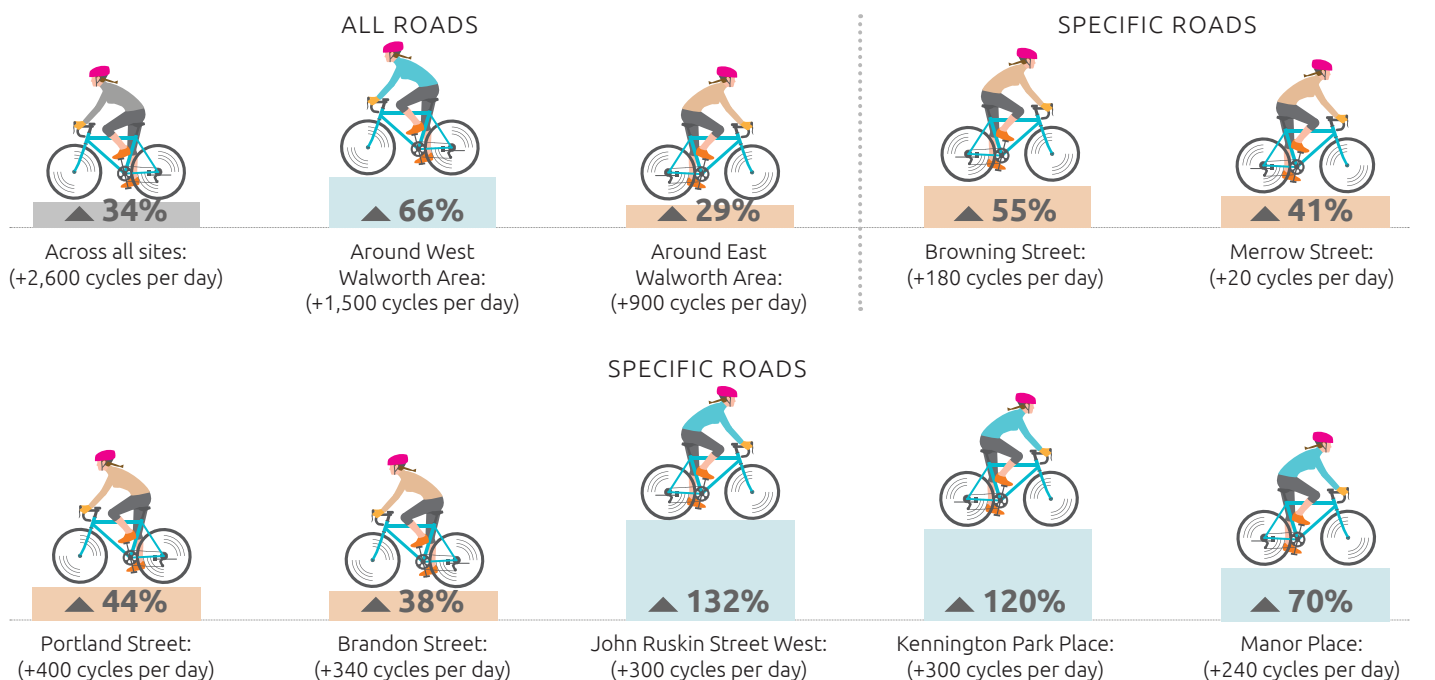 ALL ROADS
SPECIFIC ROADS
34%
66%
29%
55%
41%
Across all sites:
(+2,600 cycles per day)
Around West
Walworth Area:
(+1,500 cycles per day)
Around East
Walworth Area:
(+900 cycles per day)
Browning Street:
(+180 cycles per day)
Merrow Street:
(+20 cycles per day)
SPECIFIC ROADS
44%
38%
132%
120%
70%
Portland Street:
(+400 cycles per day)
Brandon Street:
(+340 cycles per day)
John Ruskin Street West:
(+300 cycles per day)
Kennington Park Place:
(+300 cycles per day)
Manor Place:
(+240 cycles per day)